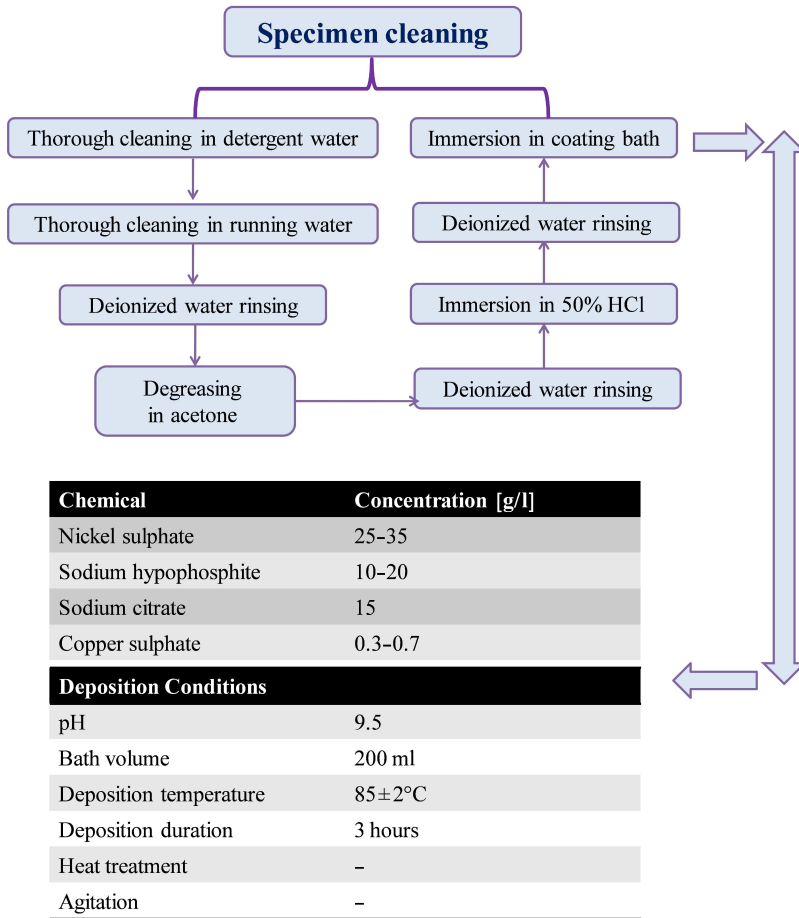 Specimen cleaning
Thorough cleaning in detergent water
Thorough cleaning in running water
Deionized water rinsing
Degreasing
in acetone
Deionized water rinsing
Immersion in 50% HCl
Deionized water rinsing
Immersion in coating bath
Chemical Concentration [g/l]
Nickel sulphate 25–35
Sodium hypophosphite 10–20
Sodium citrate 15
Copper sulphate 0.3–0.7
Deposition Conditions
pH 9.5
Bath volume 200 ml
Deposition temperature 85±2°C
Deposition duration 3 hours
Heat treatment –
Agitation –